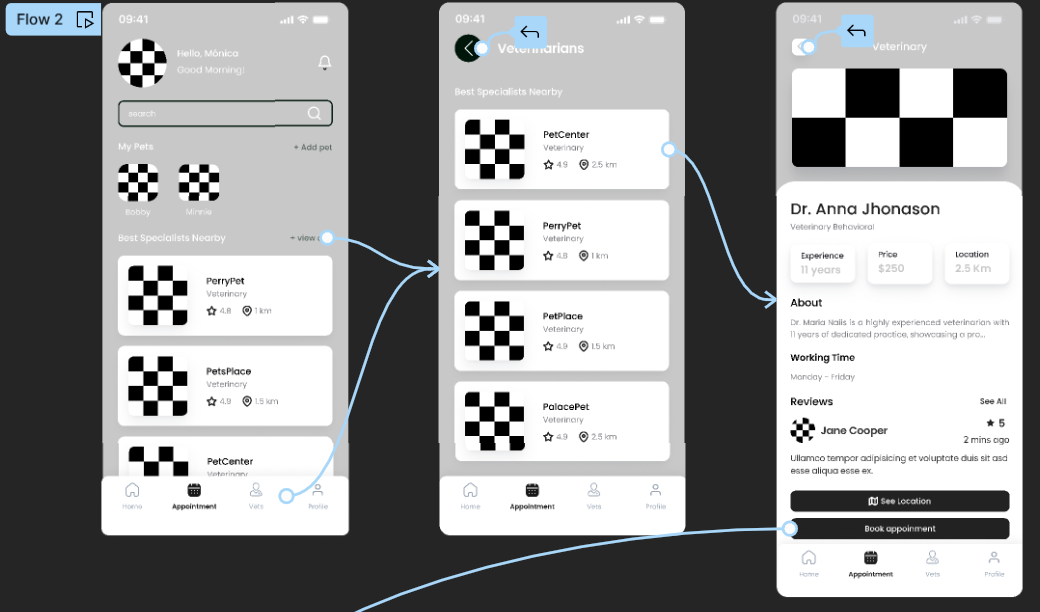 Flow 2
09:41
Hello, Mónica
Good Morning!
search
My Pets
+ Add pet
Bobby
Minnie
Best Specialists Nearby
+ view
PerryPet
Veterinary
4.8
1 km
PetsPlace
Veterinary
4.9
1.5 km
PetCenter
Veterinary
Home
Appointment
Vets
Profile
09:41
Veterinarians
Best Specialists Nearby
PetCenter
Veterinary
4.9
2.5 km
PerryPet
Veterinary
4.8
1 km
PetPlace
Veterinary
4.9
1.5 km
PalacePet
Veterinary
4.9
2.5 km
Home
Appointment
Vets
Profile
09:41
Veterinary
Dr. Anna Jhonason
Veterinary Behavioral
Experience
11 years
Price
$250
Location
2.5 Km
About
Dr. Maria Naiis is a highly experienced veterinarian with
11 years of dedicated practice, showcasing a pro...
Working Time
Monday - Friday
Reviews
See All
Jane Cooper
5
2 mins ago
Ullamco tempor adipisicing et voluptate duis sit asd
esse aliqua esse ex.
See Location
Book appoinment
Home
Appointment
Vets
Profile